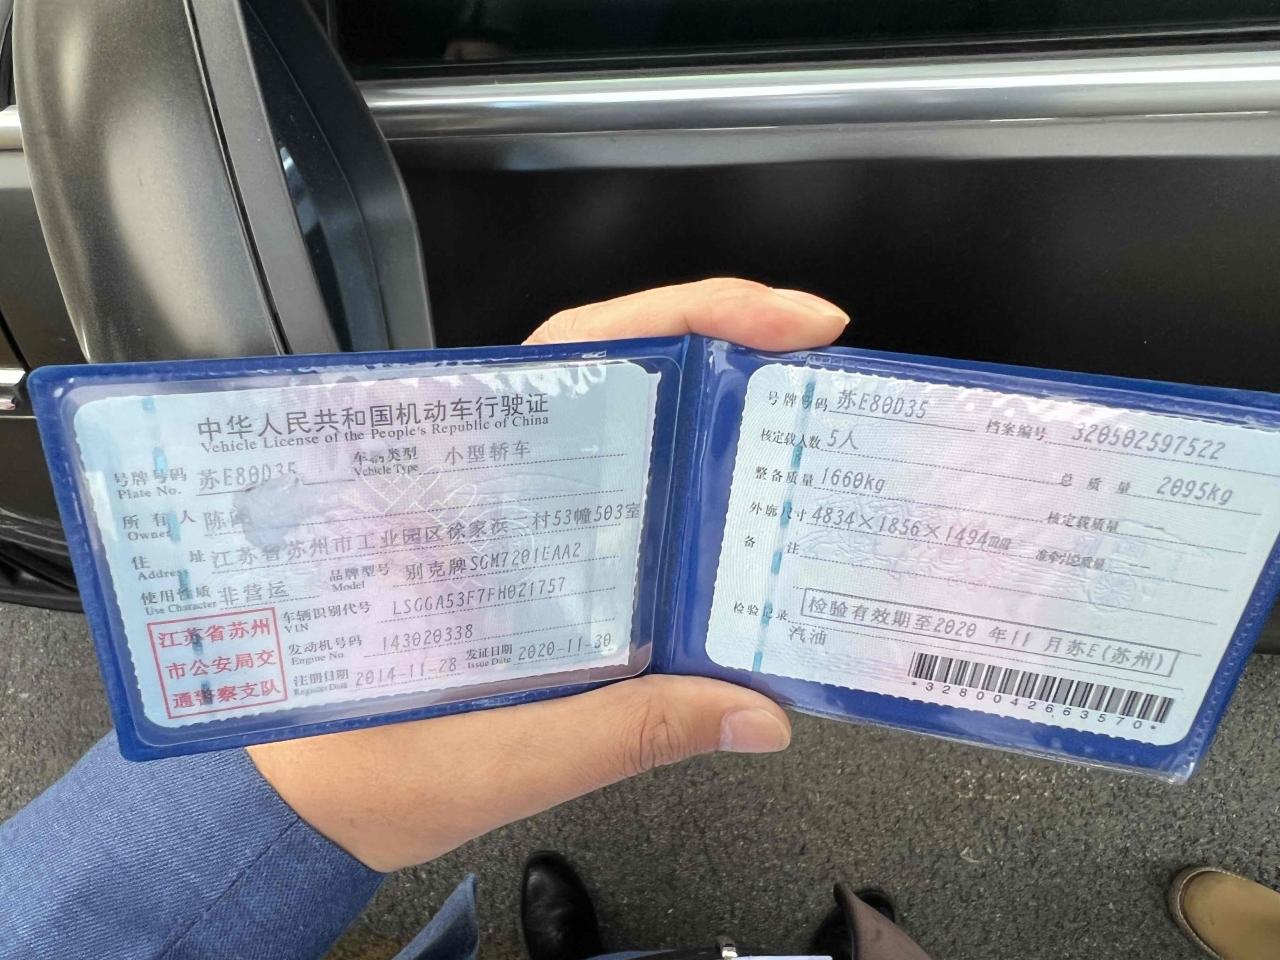 中华人民共和国机动车行驶证
Vehicle License of the People's Republic of China
号牌号码 苏E80D35 车辆类型 小型轿车
Plate No. Vehicle Type
所有人 陈
Owner
住址 江苏省苏州市工业园区徐家浜二村53幢503室
Address
使用性质 非营运 品牌型号 别克牌SGM7201EAA2
Use Character Model
江苏省苏州
市公安局交
通警察支队
车辆识别代号 LSGGA53F7FH021757
VIN
发动机号码 143020338
Engine No.
注册日期 2014-11-28 发证日期 2020-11-30
Register Date Issue Date
号牌号码 苏E80D35 档案编号 320502597522
核定载人数 5人 总质量 2095kg
整备质量 1660kg 核定载质量
外廓尺寸 4834×1856×1494mm 准牵引总质量
备注
检验记录 检验有效期至2020 年11 月苏E(苏州)
汽油
*3280042663570*